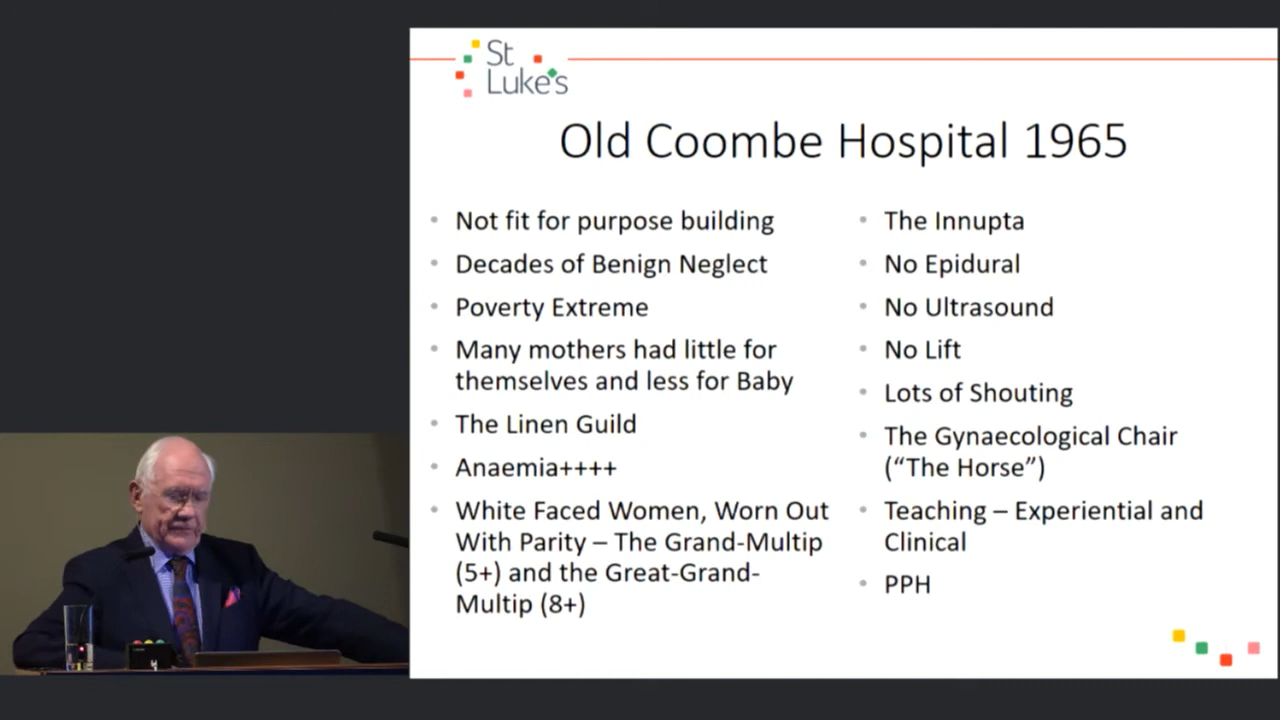 St
Luke's
Old Coombe Hospital 1965
Not fit for purpose building
Decades of Benign Neglect
Poverty Extreme
Many mothers had little for
themselves and less for Baby
The Linen Guild
Anaemia++++
White Faced Women, Worn Out
With Parity – The Grand-Multip
(5+) and the Great-Grand-
Multip (8+)
The Innupta
No Epidural
No Ultrasound
No Lift
Lots of Shouting
The Gynaecological Chair
(“The Horse”)
Teaching – Experiential and
Clinical
PPH